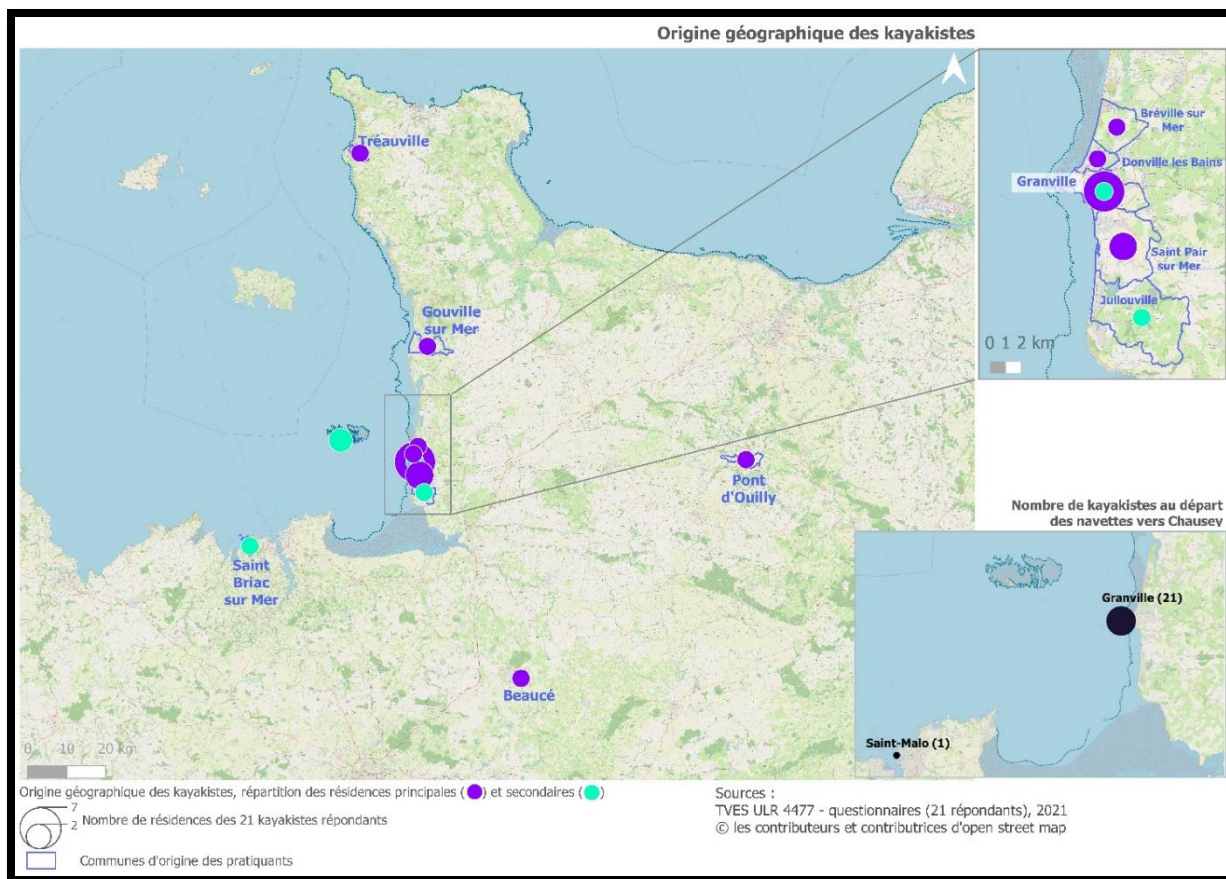 Origine géographique des kayakistes
Tréauville
Gouville
sur Mer
Pont
d'Ouilly
Saint
Briac
sur Mer
Beaucé
0 10 20 km
Bréville sur
Mer
Donville les Bains
Granville
Saint Pair
sur Mer
Jullouville
0 1 2 km
Nombre de kayakistes au départ
des navettes vers Chausey
Granville (21)
Saint-Malo (1)
Origine géographique des kayakistes, répartition des résidences principales ( ) et secondaires ( )
7
2
Nombre de résidences des 21 kayakistes répondants
Communes d'origine des pratiquants
Sources :
TVES ULR 4477 - questionnaires (21 répondants), 2021
© les contributeurs et contributrices d'open street map